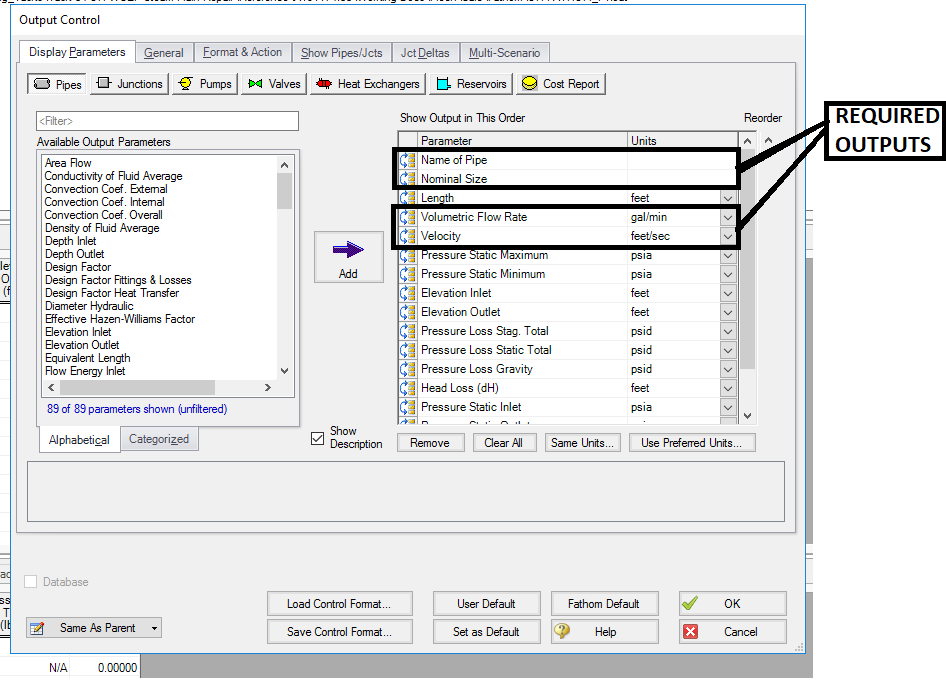 Output Control
Display Parameters
General
Format & Action
Show Pipes/Jcts
Jct Deltas
Multi-Scenario
Pipes
Junctions
Pumps
Valves
Heat Exchangers
Reservoirs
Cost Report
<Filter>
Available Output Parameters
Area Flow
Conductivity of Fluid Average
Convection Coef. External
Convection Coef. Internal
Convection Coef. Overall
Density of Fluid Average
Depth Inlet
Depth Outlet
Design Factor
Design Factor Fittings & Losses
Design Factor Heat Transfer
Diameter Hydraulic
Effective Hazen-Williams Factor
Elevation Inlet
Elevation Outlet
Equivalent Length
Flow Energy Inlet
89 of 89 parameters shown (unfiltered)
Alphabetical
Categorized
Add
Show
Description
Show Output in This Order
Reorder
Parameter Units
Name of Pipe
Nominal Size
Length feet
Volumetric Flow Rate gal/min
Velocity feet/sec
Pressure Static Maximum psia
Pressure Static Minimum psia
Elevation Inlet feet
Elevation Outlet feet
Pressure Loss Stag. Total psid
Pressure Loss Static Total psid
Pressure Loss Gravity psid
Head Loss (dH) feet
Pressure Static Inlet psia
Remove
Clear All
Same Units...
Use Preferred Units...
REQUIRED
OUTPUTS
Database
Same As Parent
Load Control Format...
User Default
Fathom Default
OK
Save Control Format...
Set as Default
Help
Cancel
N/A
0.00000